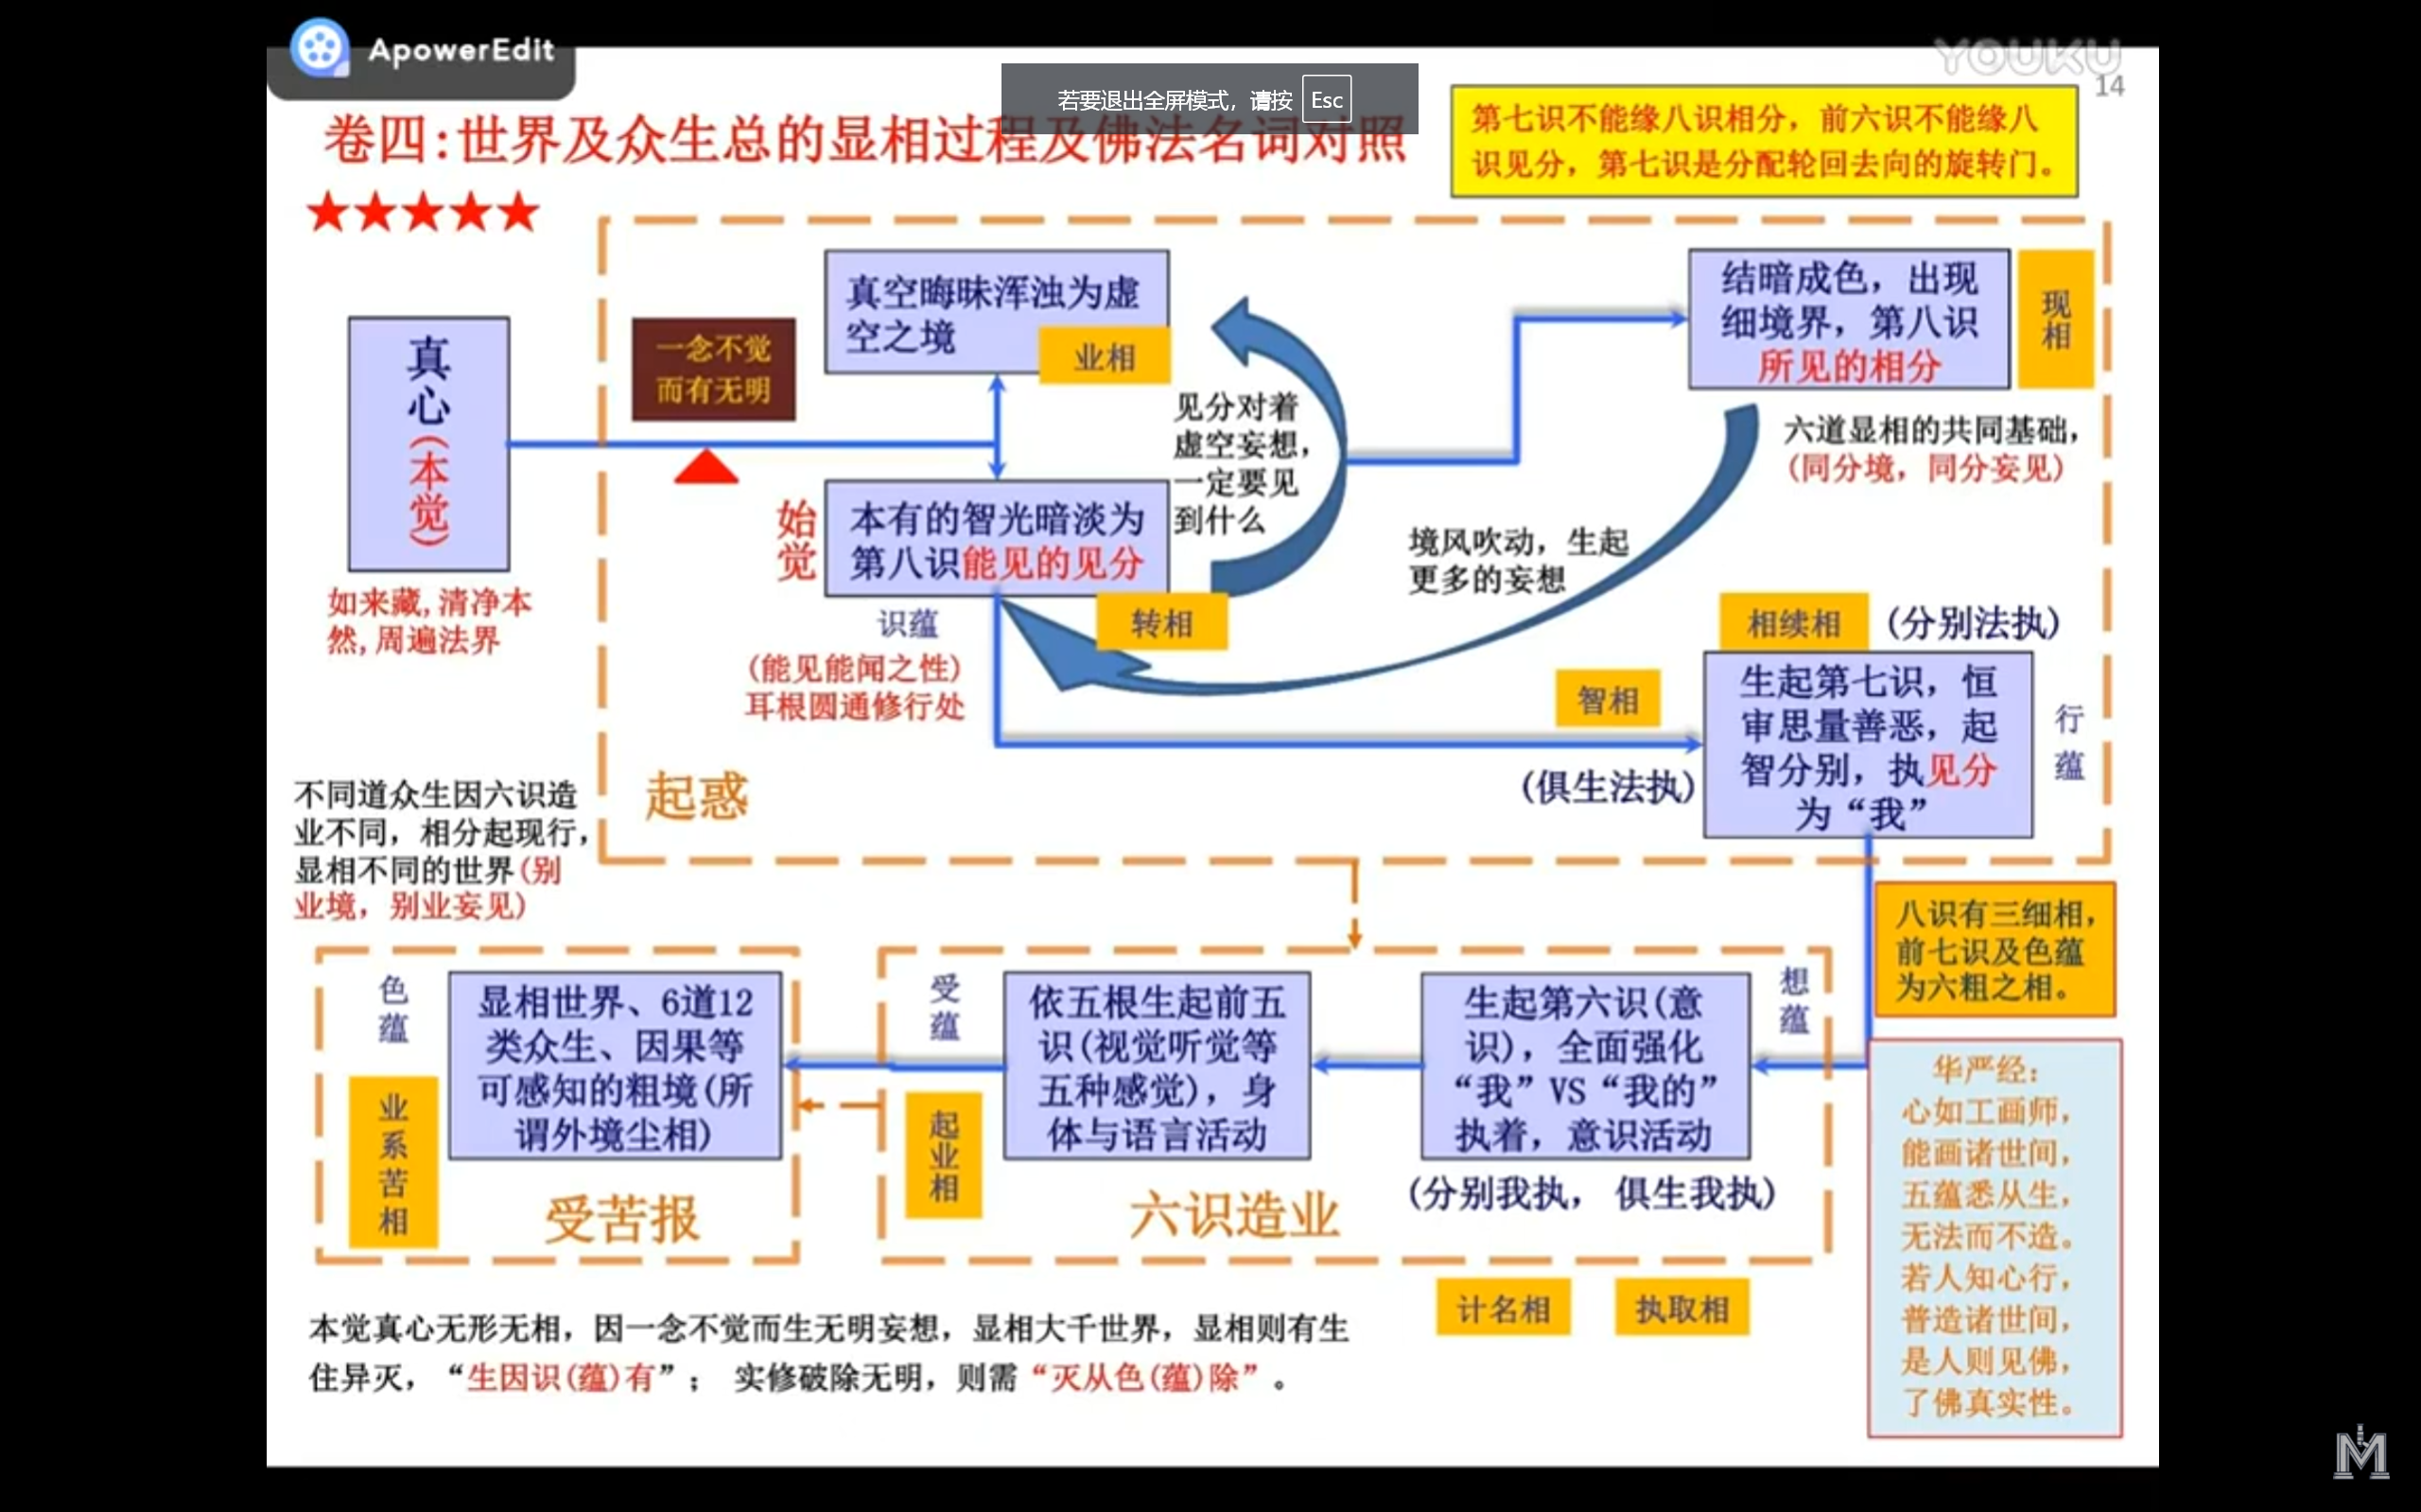 ApowerEdit
YOUKU
14
若要退出全屏模式，请按 Esc
卷四:世界及众生总的显相过程及佛法名词对照
★★★★★
第七识不能缘八识相分，前六识不能缘八
识见分，第七识是分配轮回去向的旋转门。
真
心
(本觉)
如来藏,清净本
然,周遍法界
一念不觉
而有无明
真空晦昧浑浊为虚
空之境
业相
始
觉
本有的智光暗淡为
第八识能见的见分
转相
识蕴
(能见能闻之性)
耳根圆通修行处
见分对着
虚空妄想，
一定要见
到什么
结暗成色，出现
细境界，第八识
所见的相分
现
相
六道显相的共同基础，
(同分境，同分妄见)
境风吹动，生起
更多的妄想
相续相
(分别法执)
智相
(俱生法执)
生起第七识，恒
审思量善恶，起
智分别，执见分
为“我”
行
蕴
起惑
不同道众生因六识造
业不同，相分起现行，
显相不同的世界(别
业境，别业妄见)
八识有三细相，
前七识及色蕴
为六粗之相。
想
蕴
生起第六识(意
识)，全面强化
“我”VS“我的”
执着，意识活动
(分别我执， 俱生我执)
计名相
执取相
受
蕴
起
业
相
依五根生起前五
识(视觉听觉等
五种感觉)，身
体与语言活动
六识造业
色
蕴
业
系
苦
相
显相世界、6道12
类众生、因果等
可感知的粗境(所
谓外境尘相)
受苦报
华严经：
心如工画师，
能画诸世间，
五蕴悉从生，
无法而不造。
若人知心行，
普造诸世间，
是人则见佛，
了佛真实性。
本觉真心无形无相，因一念不觉而生无明妄想，显相大千世界，显相则有生
住异灭，“生因识(蕴)有”； 实修破除无明，则需“灭从色(蕴)除”。
M